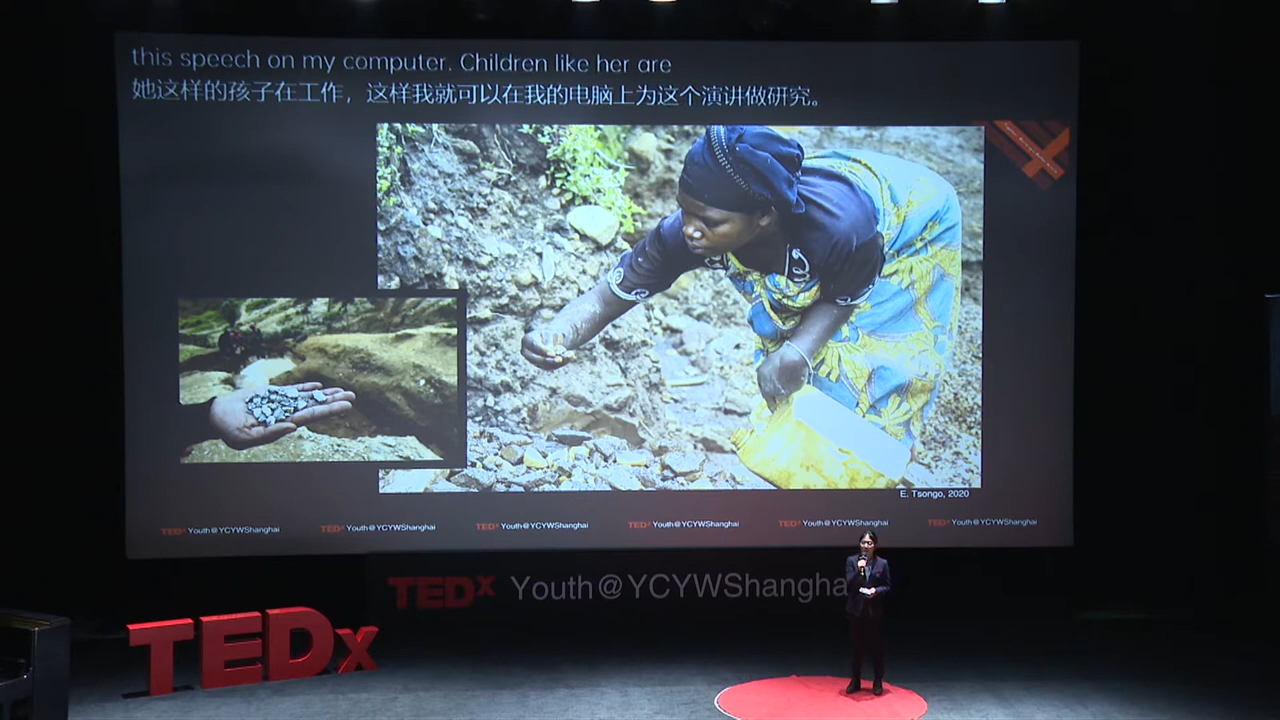 this speech on my computer. Children like her are
她这样的孩子在工作，这样我就可以在我的电脑上为这个演讲做研究。
E. Tsongo, 2020
TEDx Youth@YCYWShanghai
TEDx Youth@YCYWShanghai
TEDx Youth@YCYWShanghai
TEDx Youth@YCYWShanghai
TEDx Youth@YCYWShanghai
TEDx Youth@YCYWShanghai
TEDx Youth@YCYWShangha
TEDx